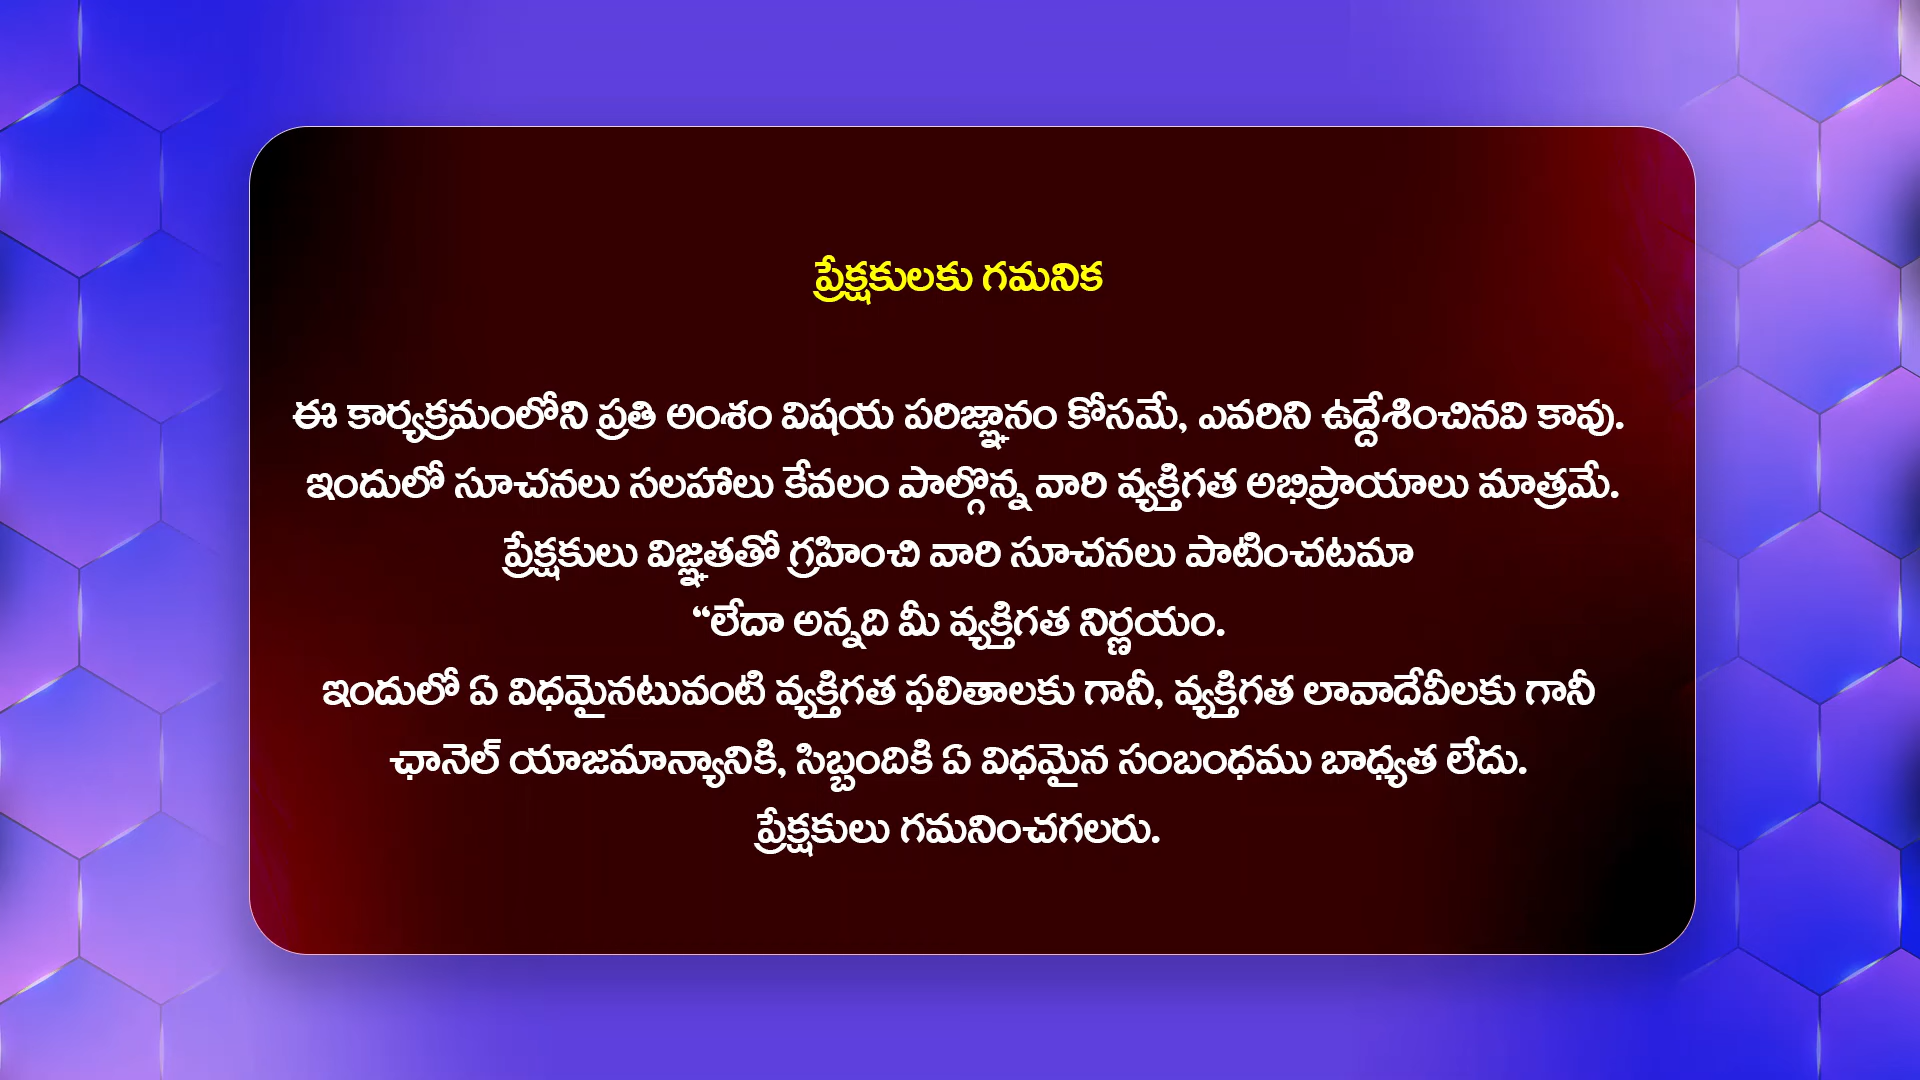 ప్రేక్షకులకు గమనిక
ఈ కార్యక్రమంలోని ప్రతి అంశం విషయ పరిజ్ఞానం కోసమే, ఎవరిని ఉద్దేశించినవి కావు.
ఇందులో సూచనలు సలహాలు కేవలం పాల్గొన్న వారి వ్యక్తిగత అభిప్రాయాలు మాత్రమే.
ప్రేక్షకులు విజ్ఞతతో గ్రహించి వారి సూచనలు పాటించటమా
“లేదా అన్నది మీ వ్యక్తిగత నిర్ణయం.
ఇందులో ఏ విధమైనటువంటి వ్యక్తిగత ఫలితాలకు గానీ, వ్యక్తిగత లావాదేవీలకు గానీ
ఛానెల్ యాజమాన్యానికి, సిబ్బందికి ఏ విధమైన సంబంధము బాధ్యత లేదు.
ప్రేక్షకులు గమనించగలరు.